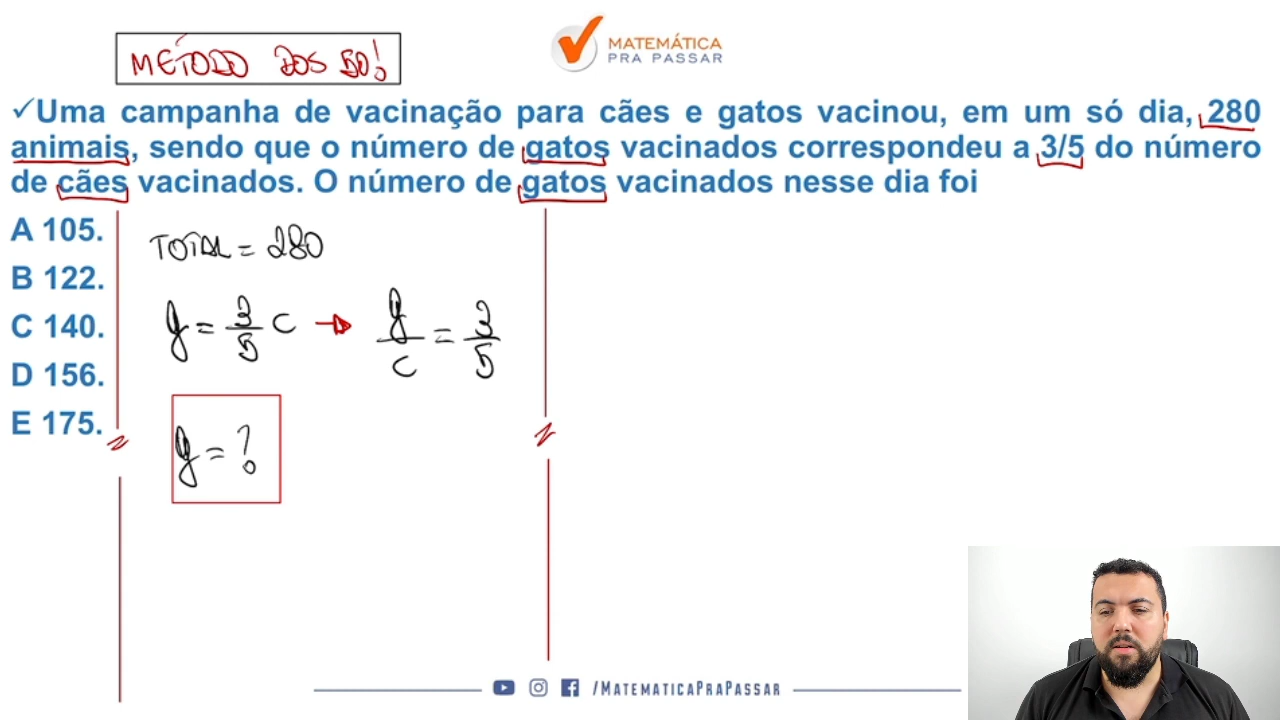 MÉTODO DOS 50!
MATEMÁTICA
PRA PASSAR
✓Uma campanha de vacinação para cães e gatos vacinou, em um só dia, 280
animais, sendo que o número de gatos vacinados correspondeu a 3/5 do número
de cães vacinados. O número de gatos vacinados nesse dia foi
A 105.
B 122.
C 140.
D 156.
E 175.
TOTAL = 280
g = 3/5 c → g/c = 3/5
g = ?
/MATEMATICAPRAPASSAR